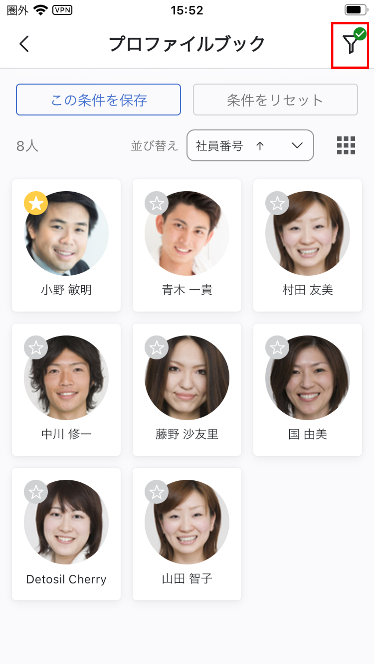 圏外 VPN 15:52
プロファイルブック
この条件を保存 条件をリセット
8人 並び替え 社員番号 ↑
小野 敏明 青木 一貴 村田 友美
中川 修一 藤野 沙友里 国 由美
Detosil Cherry 山田 智子